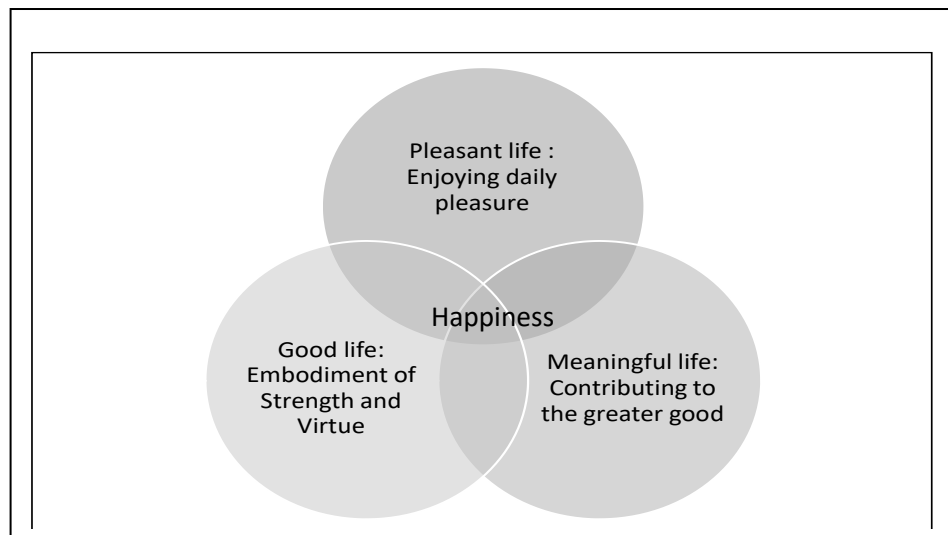 Pleasant life :
Enjoying daily
pleasure
Happiness
Good life:
Embodiment of
Strength and
Virtue
Meaningful life:
Contributing to
the greater good